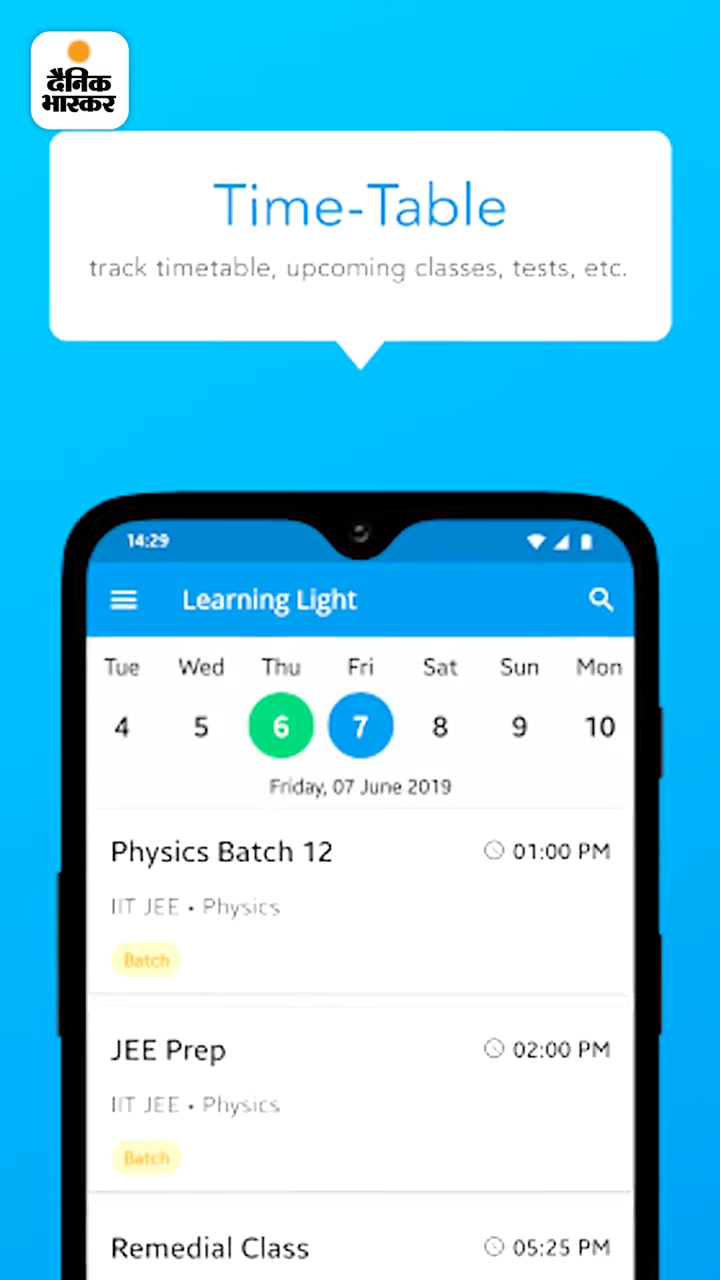 दैनिक
भास्कर
Time-Table
track timetable, upcoming classes, tests, etc.
14:29
Learning Light
Tue Wed Thu Fri Sat Sun Mon
4 5 6 7 8 9 10
Friday, 07 June 2019
Physics Batch 12 01:00 PM
IIT JEE • Physics
Batch
JEE Prep 02:00 PM
IIT JEE • Physics
Batch
Remedial Class 05:25 PM